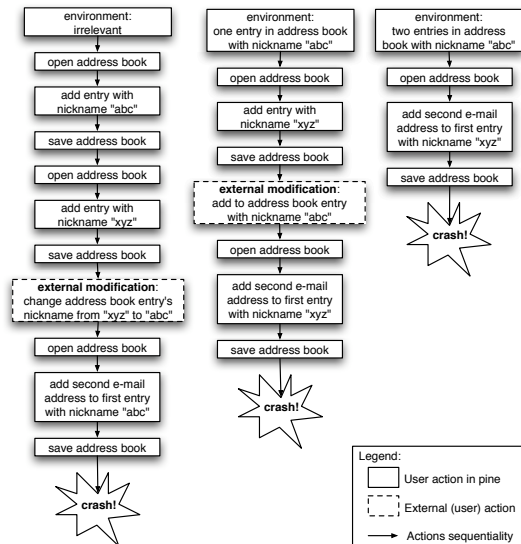 environment:
irrelevant
open address book
add entry with
nickname "abc"
save address book
open address book
add entry with
nickname "xyz"
save address book
external modification:
change address book entry's
nickname from "xyz" to "abc"
open address book
add second e-mail
address to first entry
with nickname "abc"
save address book
crash!
environment:
one entry in address book
with nickname "abc"
open address book
add entry with
nickname "xyz"
save address book
external modification:
add to address book entry
with nickname "abc"
open address book
add second e-mail
address to first entry
with nickname "xyz"
save address book
crash!
environment:
two entries in address
book with nickname "abc"
open address book
add second e-mail
address to first entry
with nickname "xyz"
save address book
crash!
Legend:
User action in pine
External (user) action
Actions sequentiality